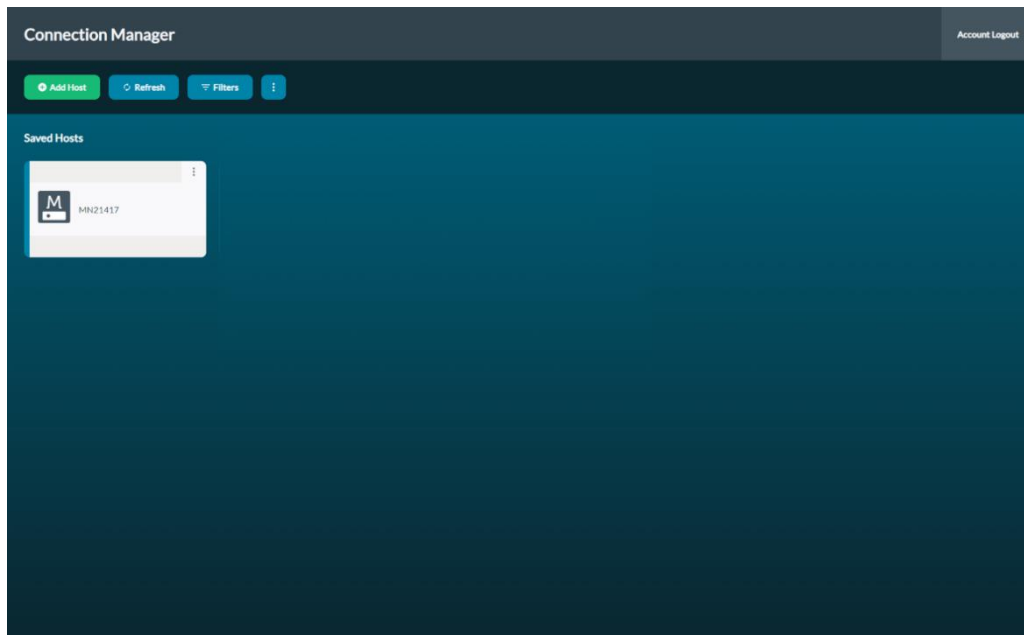 Connection Manager
Account Logout
Add Host
Refresh
Filters
Saved Hosts
M
MN21417